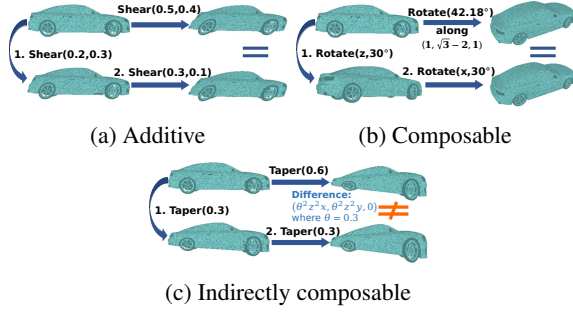 Shear(0.5,0.4)
1. Shear(0.2,0.3)
2. Shear(0.3,0.1)
(a) Additive
Rotate(42.18°)
along
(1, √3 − 2, 1)
1. Rotate(z,30°)
2. Rotate(x,30°)
(b) Composable
Taper(0.6)
Difference:
(θ²z²x, θ²z²y, 0)
where θ = 0.3
1. Taper(0.3)
2. Taper(0.3)
(c) Indirectly composable